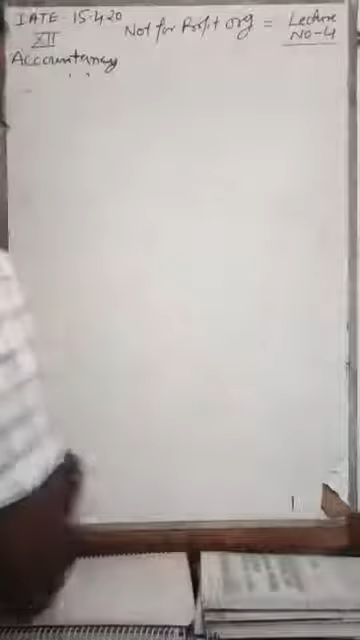 DATE 15-4-20
Not for Profit org = Lecture No-4
XII
Accountancy